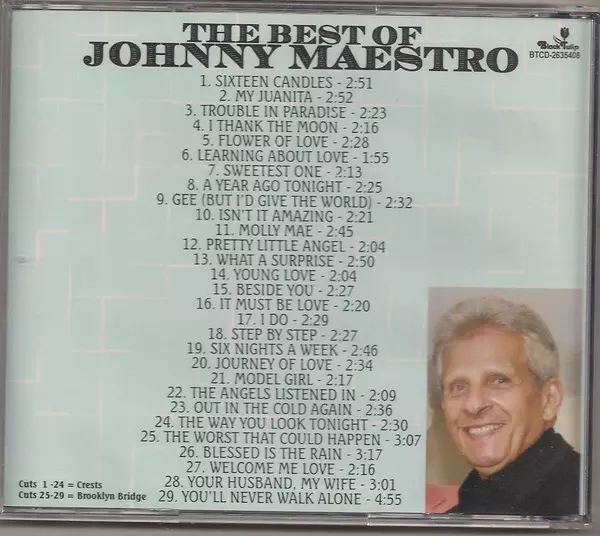 THE BEST OF
JOHNNY MAESTRO
Black Tulip
BTCD-2635408
1. SIXTEEN CANDLES - 2:51
2. MY JUANITA - 2:52
3. TROUBLE IN PARADISE - 2:23
4. I THANK THE MOON - 2:16
5. FLOWER OF LOVE - 2:28
6. LEARNING ABOUT LOVE - 1:55
7. SWEETEST ONE - 2:13
8. A YEAR AGO TONIGHT - 2:25
9. GEE (BUT I'D GIVE THE WORLD) - 2:32
10. ISN'T IT AMAZING - 2:21
11. MOLLY MAE - 2:45
12. PRETTY LITTLE ANGEL - 2:04
13. WHAT A SURPRISE - 2:50
14. YOUNG LOVE - 2:04
15. BESIDE YOU - 2:27
16. IT MUST BE LOVE - 2:20
17. I DO - 2:29
18. STEP BY STEP - 2:27
19. SIX NIGHTS A WEEK - 2:46
20. JOURNEY OF LOVE - 2:34
21. MODEL GIRL - 2:17
22. THE ANGELS LISTENED IN - 2:09
23. OUT IN THE COLD AGAIN - 2:36
24. THE WAY YOU LOOK TONIGHT - 2:30
25. THE WORST THAT COULD HAPPEN - 3:07
26. BLESSED IS THE RAIN - 3:17
27. WELCOME ME LOVE - 2:16
28. YOUR HUSBAND, MY WIFE - 3:01
29. YOU'LL NEVER WALK ALONE - 4:55
Cuts 1 -24 = Crests
Cuts 25-29 = Brooklyn Bridge